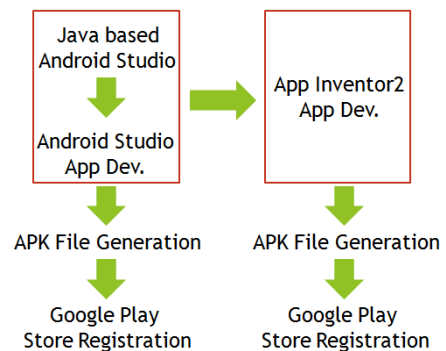 Java based
Android Studio
Android Studio
App Dev.
APK File Generation
Google Play
Store Registration
App Inventor2
App Dev.
APK File Generation
Google Play
Store Registration